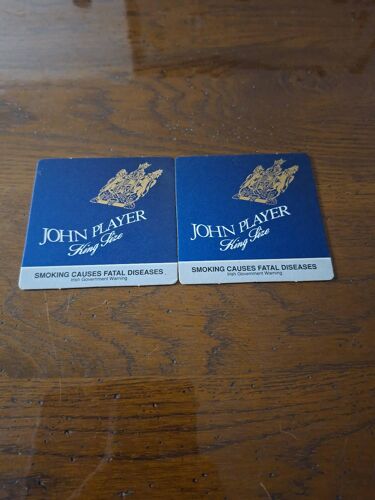 JOHN PLAYER
King Size
SMOKING CAUSES FATAL DISEASES
Irish Government Warning
JOHN PLAYER
King Size
SMOKING CAUSES FATAL DISEASES
Irish Government Warning